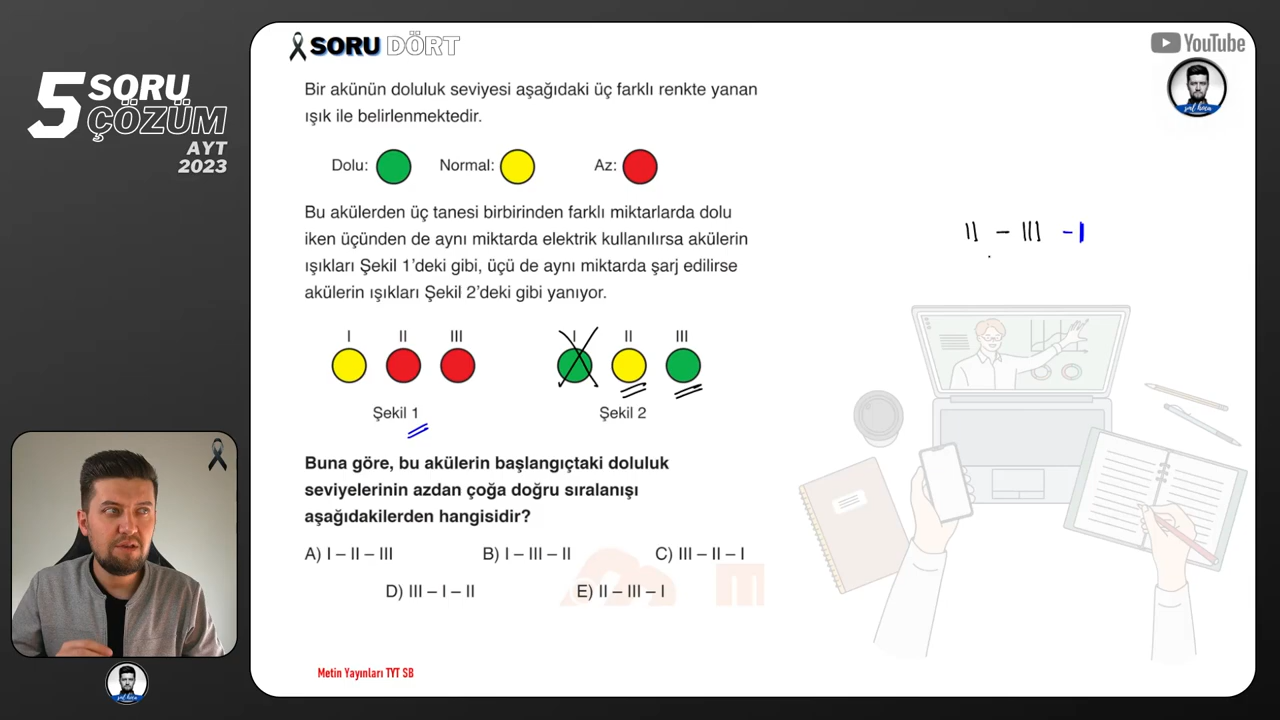 5 SORU
ÇÖZÜM
AYT
2023
SORU DÖRT
YouTube
Bir akünün doluluk seviyesi aşağıdaki üç farklı renkte yanan
ışık ile belirlenmektedir.
Dolu: Normal: Az:
Bu akülerden üç tanesi birbirinden farklı miktarlarda dolu
iken üçünden de aynı miktarda elektrik kullanılırsa akülerin
ışıkları Şekil 1'deki gibi, üçü de aynı miktarda şarj edilirse
akülerin ışıkları Şekil 2'deki gibi yanıyor.
II – III – I
I II III I II III
Şekil 1 Şekil 2
Buna göre, bu akülerin başlangıçtaki doluluk
seviyelerinin azdan çoğa doğru sıralanışı
aşağıdakilerden hangisidir?
A) I – II – III B) I – III – II C) III – II – I
D) III – I – II E) II – III – I
Metin Yayınları TYT SB